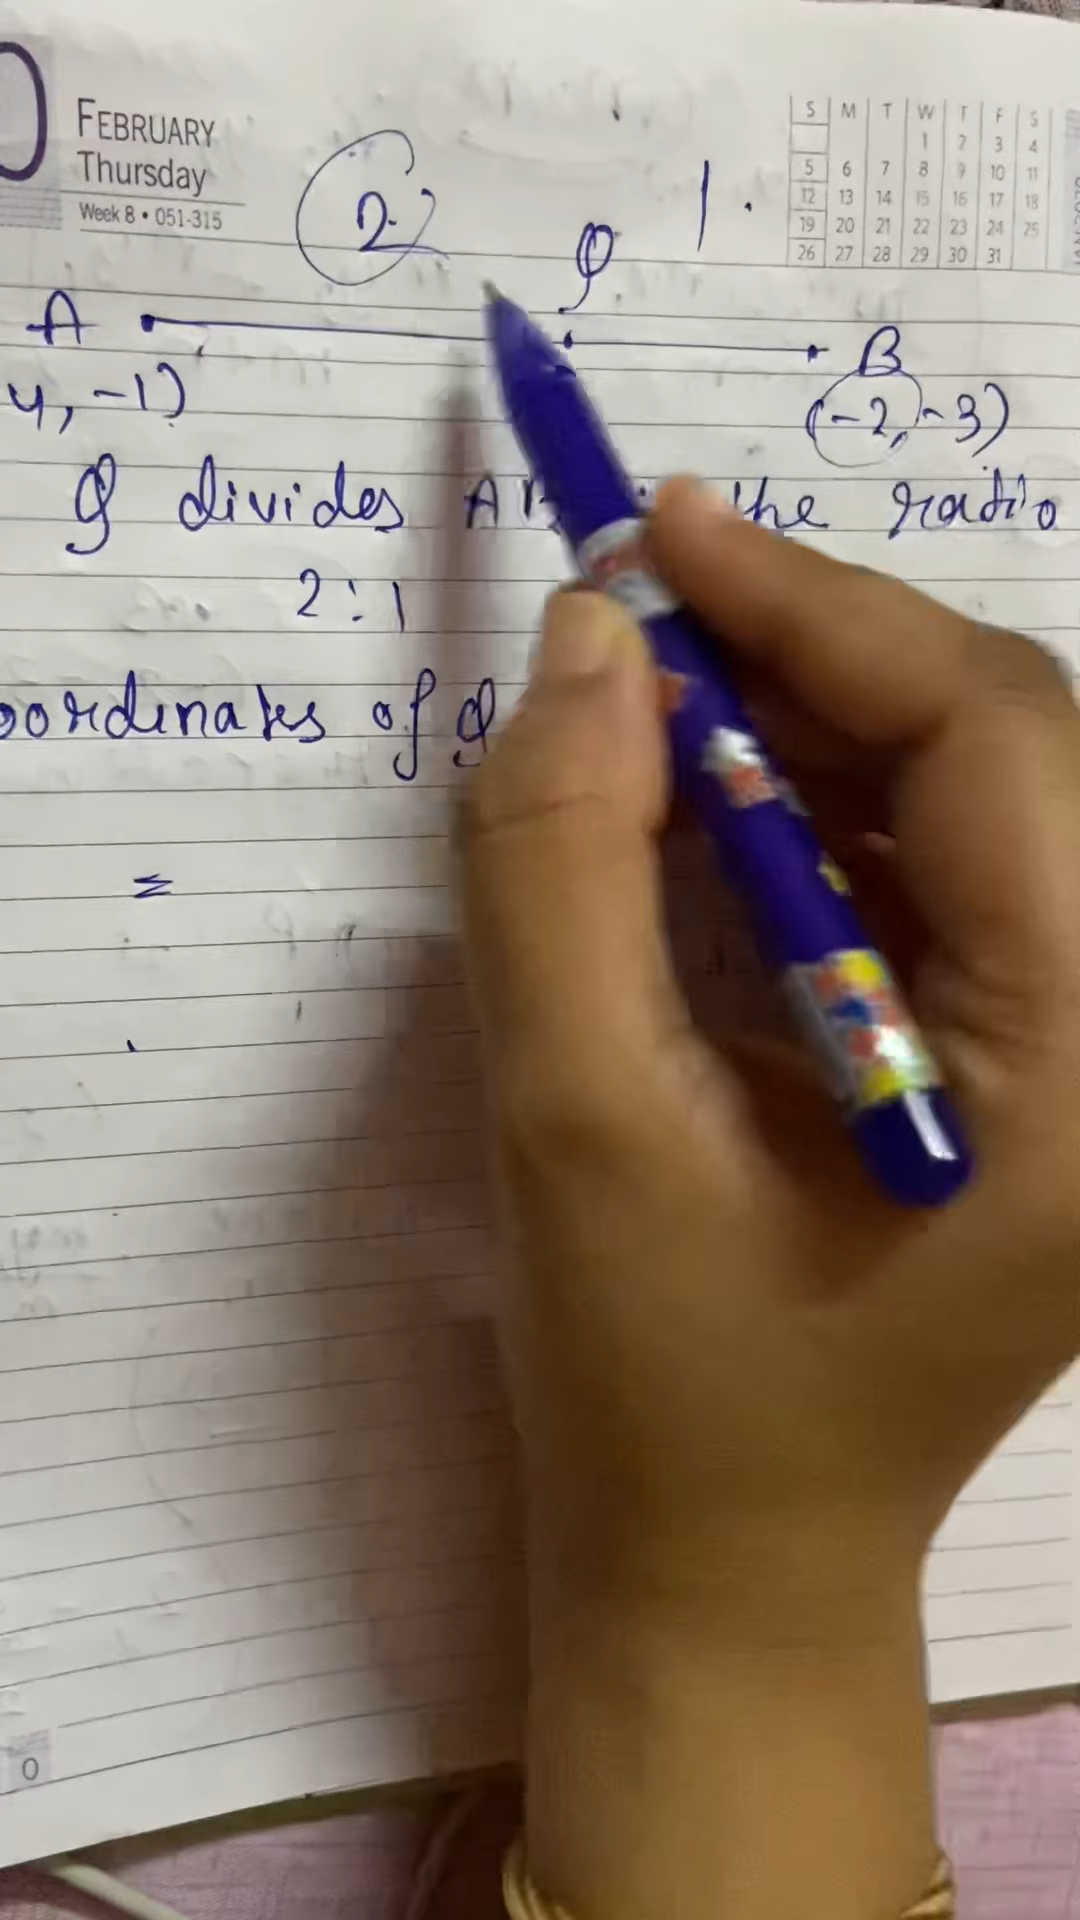 FEBRUARY
Thursday
Week 8 • 051-315
S M T W T F S
1 2 3 4
5 6 7 8 9 10 11
12 13 14 15 16 17 18
19 20 21 22 23 24 25
26 27 28 29 30 31
2 1
A B
4, -1) (-2, -3)
divides the ratio
2:1
oordinates of
=
0